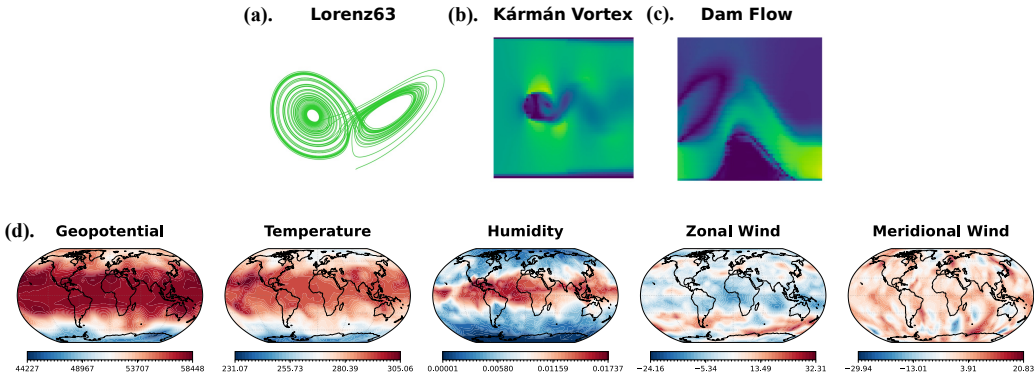 (a). Lorenz63 (b). Kármán Vortex (c). Dam Flow
(d). Geopotential Temperature Humidity Zonal Wind Meridional Wind
44227 48967 53707 58448 231.07 255.73 280.39 305.06 0.00001 0.00580 0.01159 0.01737 −24.16 −5.34 13.49 32.31 −29.94 −13.01 3.91 20.83